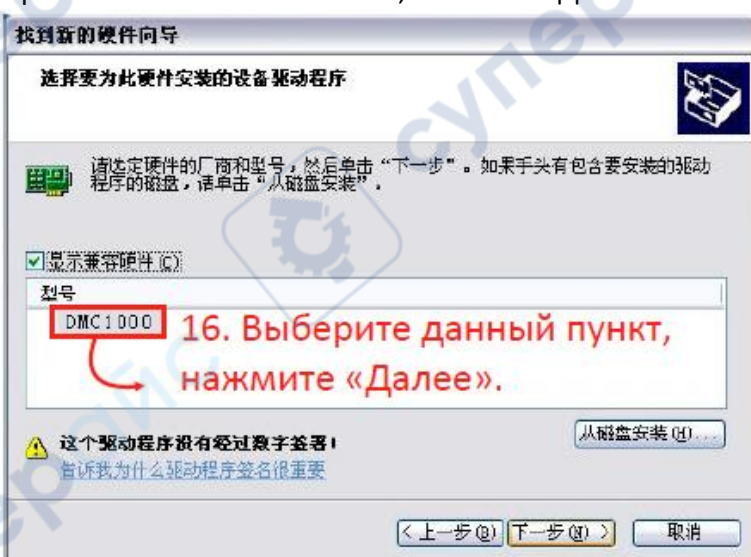 找到新的硬件向导
选择要为此硬件安装的设备驱动程序
请选定硬件的厂商和型号，然后单击“下一步”。如果手头有包含要安装的驱动
程序的磁盘，请单击“从磁盘安装”。
显示兼容硬件(C)
型号
DMC1000
16. Выберите данный пункт,
нажмите «Далее».
这个驱动程序没有经过数字签署!
告诉我为什么驱动程序签名很重要
从磁盘安装(H)...
<上一步(B)
下一步(N)>
取消